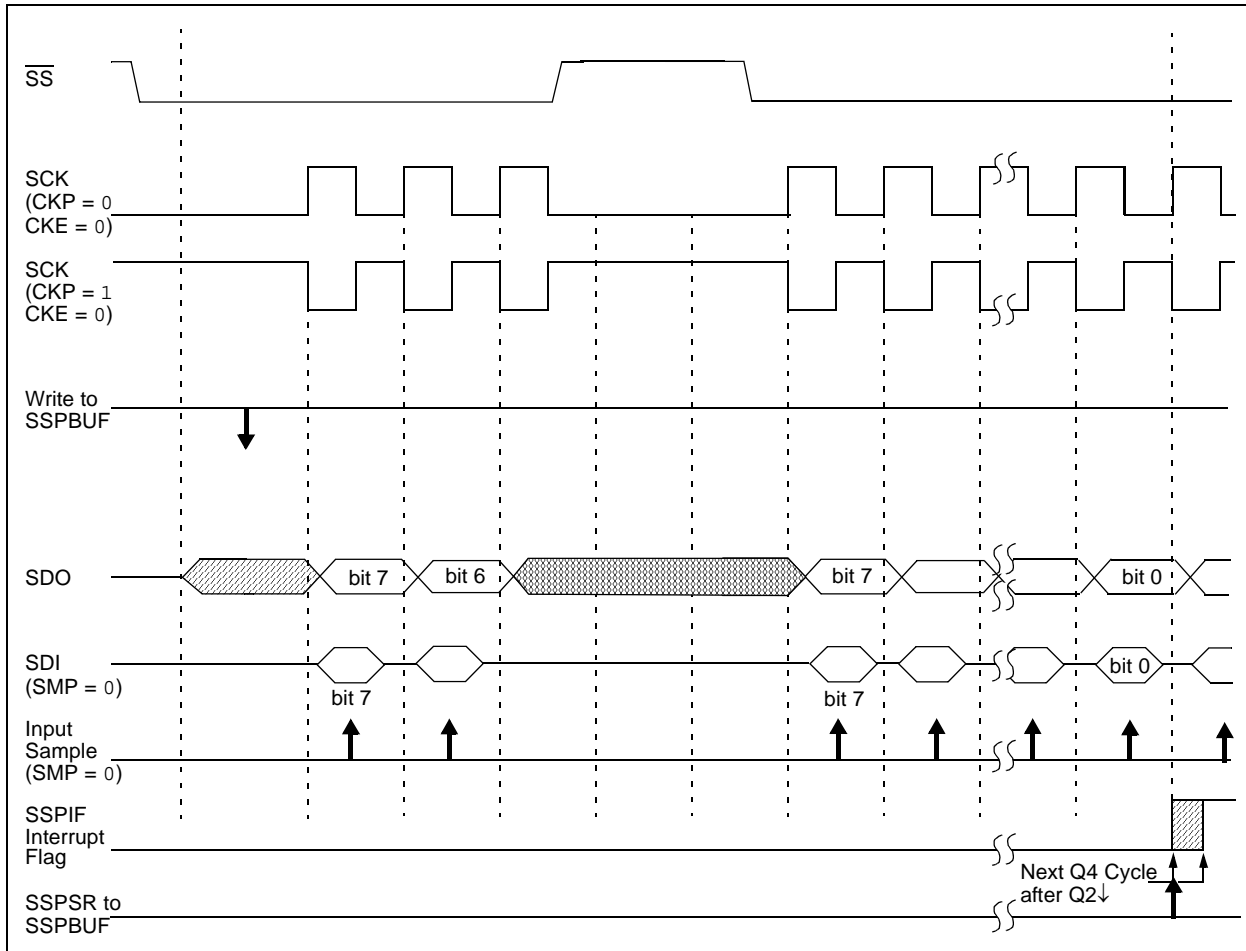 SS
SCK
(CKP = 0
CKE = 0)
SCK
(CKP = 1
CKE = 0)
Write to
SSPBUF
SDO
bit 7
bit 6
bit 7
bit 0
SDI
(SMP = 0)
bit 7
bit 7
bit 0
Input
Sample
(SMP = 0)
SSPIF
Interrupt
Flag
Next Q4 Cycle
after Q2↓
SSPSR to
SSPBUF